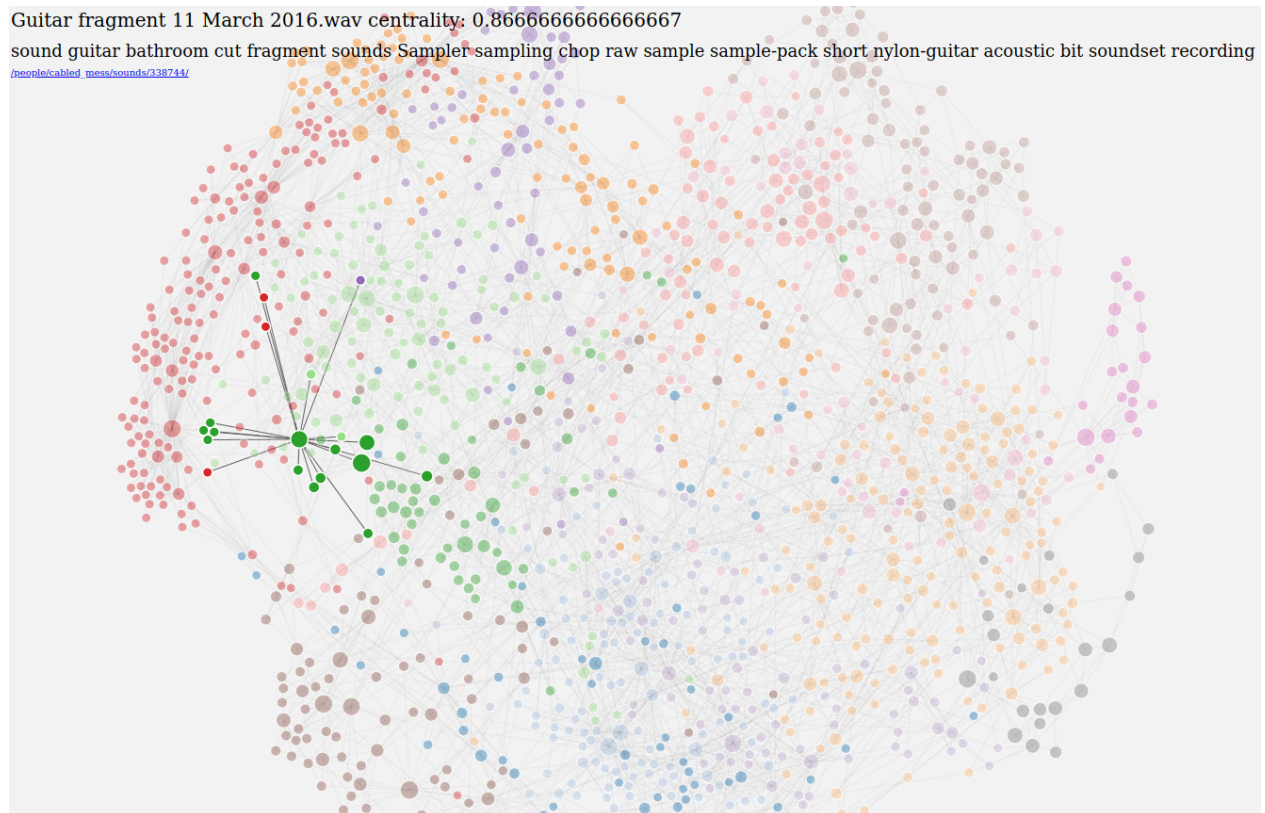 Guitar fragment 11 March 2016.wav centrality: 0.8666666666666667
sound guitar bathroom cut fragment sounds Sampler sampling chop raw sample sample-pack short nylon-guitar acoustic bit soundset recording
/people/cabled_mess/sounds/338744/